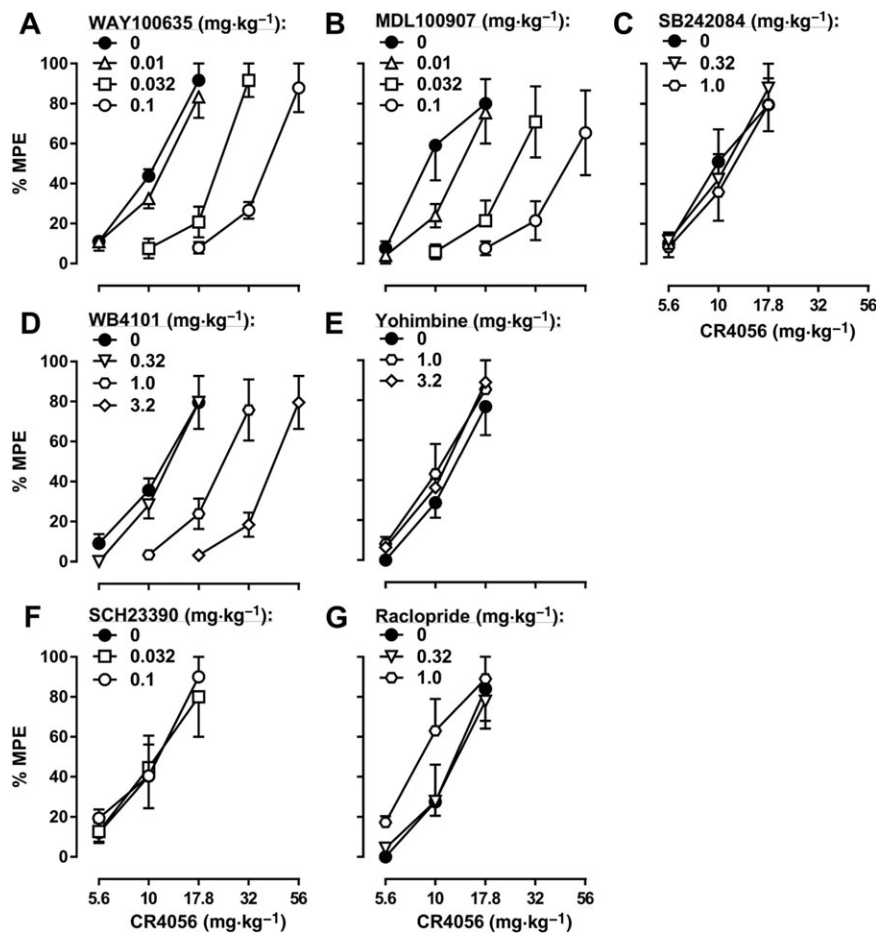 A WAY100635 (mg·kg⁻¹):
0
0.01
0.032
0.1
100
80
60
40
20
0
% MPE
B MDL100907 (mg·kg⁻¹):
0
0.01
0.032
0.1
C SB242084 (mg·kg⁻¹):
0
0.32
1.0
5.6 10 17.8 32 56
CR4056 (mg·kg⁻¹)
D WB4101 (mg·kg⁻¹):
0
0.32
1.0
3.2
100
80
60
40
20
0
% MPE
E Yohimbine (mg·kg⁻¹):
0
1.0
3.2
F SCH23390 (mg·kg⁻¹):
0
0.032
0.1
100
80
60
40
20
0
% MPE
5.6 10 17.8 32 56
CR4056 (mg·kg⁻¹)
G Raclopride (mg·kg⁻¹):
0
0.32
1.0
5.6 10 17.8 32 56
CR4056 (mg·kg⁻¹)